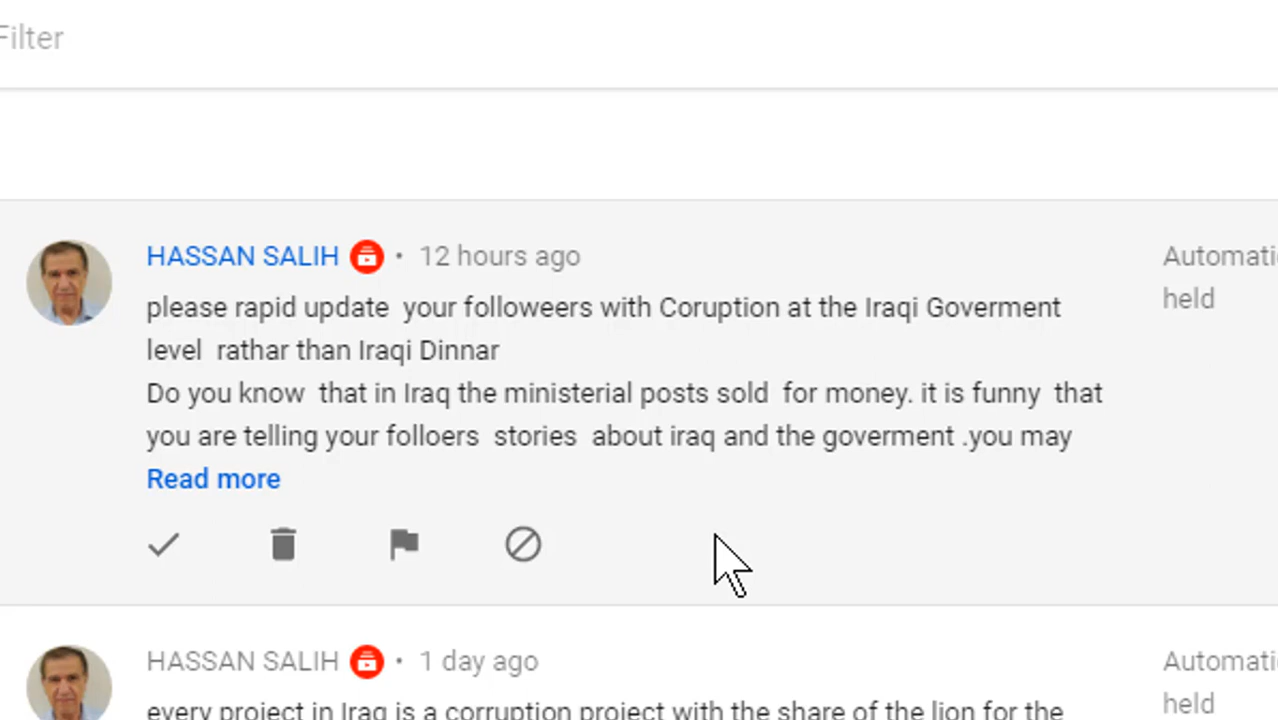 Filter
HASSAN SALIH • 12 hours ago
Automatic
held
please rapid update  your followeers with Coruption at the Iraqi Goverment
level  rathar than Iraqi Dinnar
Do you know  that in Iraq the ministerial posts sold  for money. it is funny  that
you are telling your folloers  stories  about iraq and the goverment .you may
Read more
HASSAN SALIH • 1 day ago
Automatic
held
every project in Iraq is a corruption project with the share of the lion for the